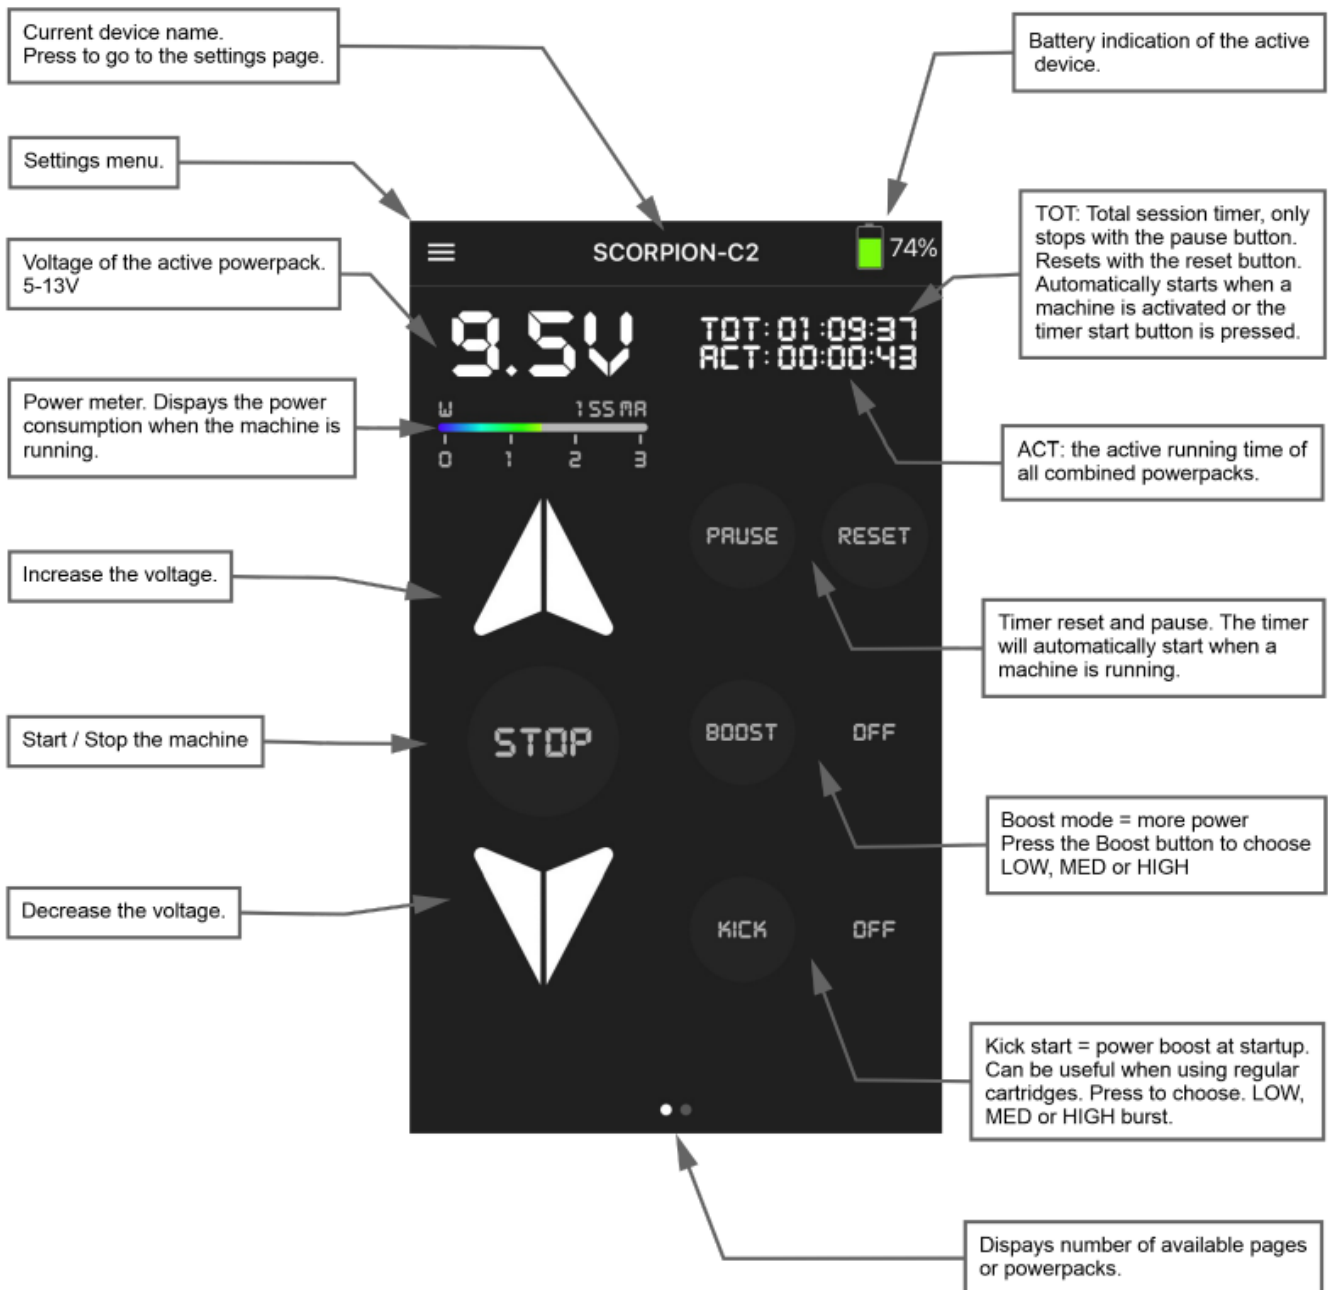 Current device name.
Press to go to the settings page.
Battery indication of the active
device.
Settings menu.
TOT: Total session timer, only
stops with the pause button.
Resets with the reset button.
Automatically starts when a
machine is activated or the
timer start button is pressed.
Voltage of the active powerpack.
5-13V
SCORPION-C2
74%
9.5V
TOT:01:09:37
ACT:00:00:43
Power meter. Dispays the power
consumption when the machine is
running.
W 155 MA
0 1 2 3
ACT: the active running time of
all combined powerpacks.
PAUSE RESET
Increase the voltage.
Timer reset and pause. The timer
will automatically start when a
machine is running.
Start / Stop the machine
STOP
BOOST OFF
Boost mode = more power
Press the Boost button to choose
LOW, MED or HIGH
Decrease the voltage.
KICK OFF
Kick start = power boost at startup.
Can be useful when using regular
cartridges. Press to choose. LOW,
MED or HIGH burst.
Dispays number of available pages
or powerpacks.